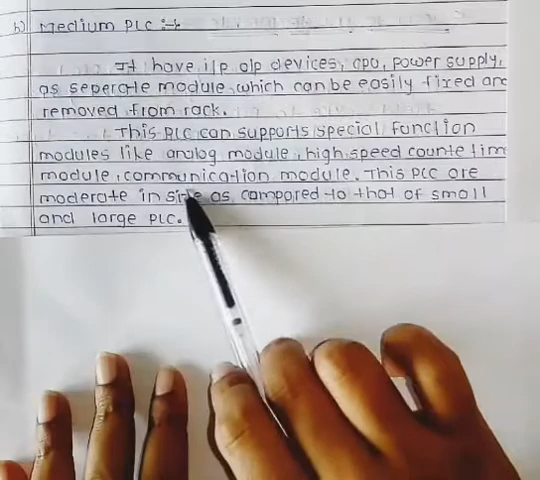 b) Medium PLC :-
It have i/p o/p devices, cpu, power supply,
as seperate module which can be easily fixed and
removed from rack.
This PLC can supports special function
modules like analog module, high speed counte tim
module, communication module. This PLC are
moderate in size as compared to that of small
and large PLC.